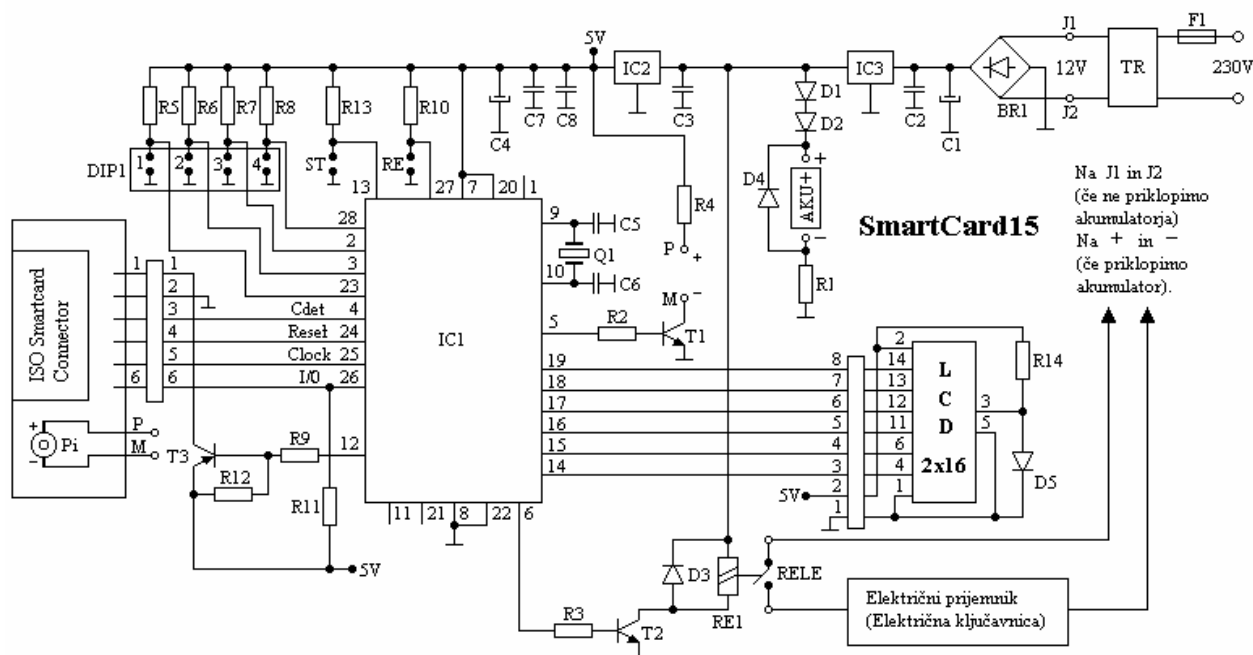 5V
J1
F1
IC2
IC3
12V
TR
230V
R5
R6
R7
R8
R13
R10
C4
C7
C8
C3
D1
D2
C2
C1
BR1
J2
DIP1
1
2
3
4
ST
RE
13
27
7
20
1
R4
D4
+
AKU+
−
Na J1 in J2
(če ne priklopimo
akumulatorja)
Na + in −
(če priklopimo
akumulator).
SmartCard15
28
2
3
23
9
C5
Q1
10
C6
P
+
R1
ISO Smartcard
Connector
1
1
2
3
4
5
6
6
Cdet
4
Reset
24
Clock
25
I/O
26
IC1
5
R2
M
−
T1
19
18
17
16
15
14
8
7
6
5
4
3
2
1
2
14
13
12
11
6
4
1
L
C
D
2x16
3
5
R14
D5
5V
+
Pi
−
P
M
T3
R9
12
R12
R11
11
21
8
22
6
5V
D3
RE1
RELE
R3
T2
Električni prijemnik
(Električna ključavnica)